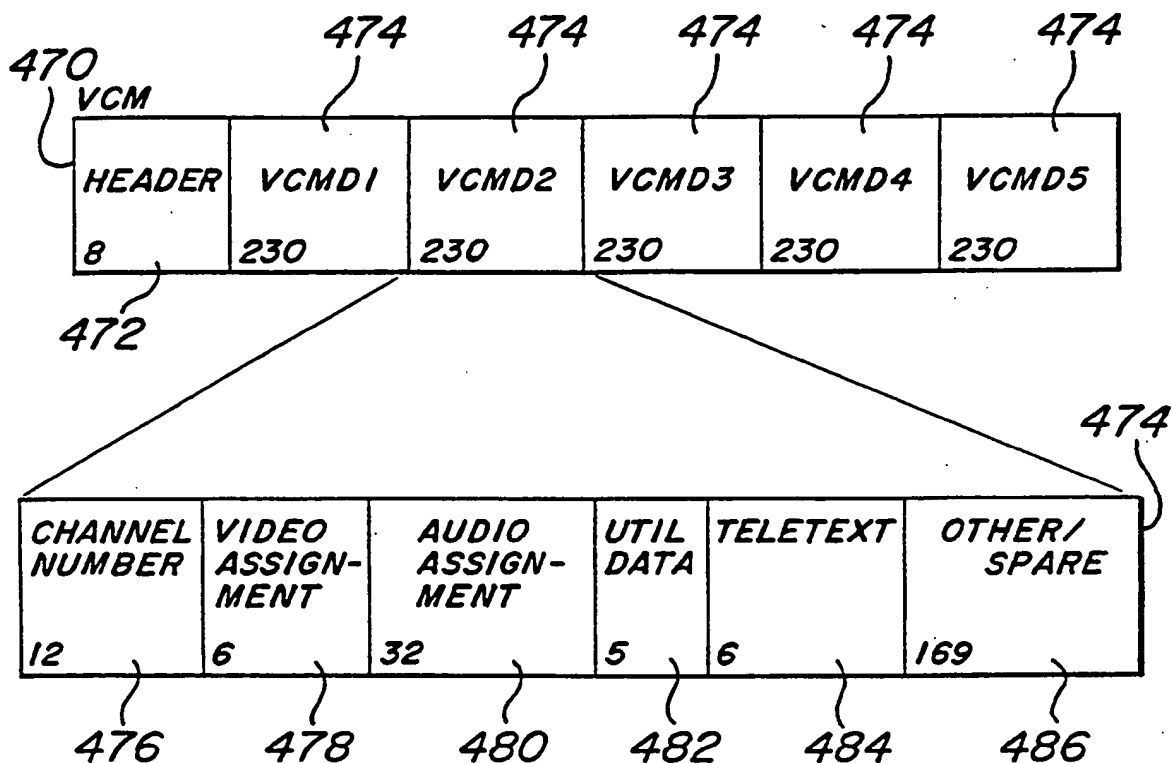 474 474 474 474 474
470
VCM
HEADER VCMD1 VCMD2 VCMD3 VCMD4 VCMD5
8 230 230 230 230 230
472
474
CHANNEL VIDEO AUDIO UTIL TELETEXT OTHER/
NUMBER ASSIGN- ASSIGN- DATA SPARE
MENT MENT
12 6 32 5 6 169
476 478 480 482 484 486